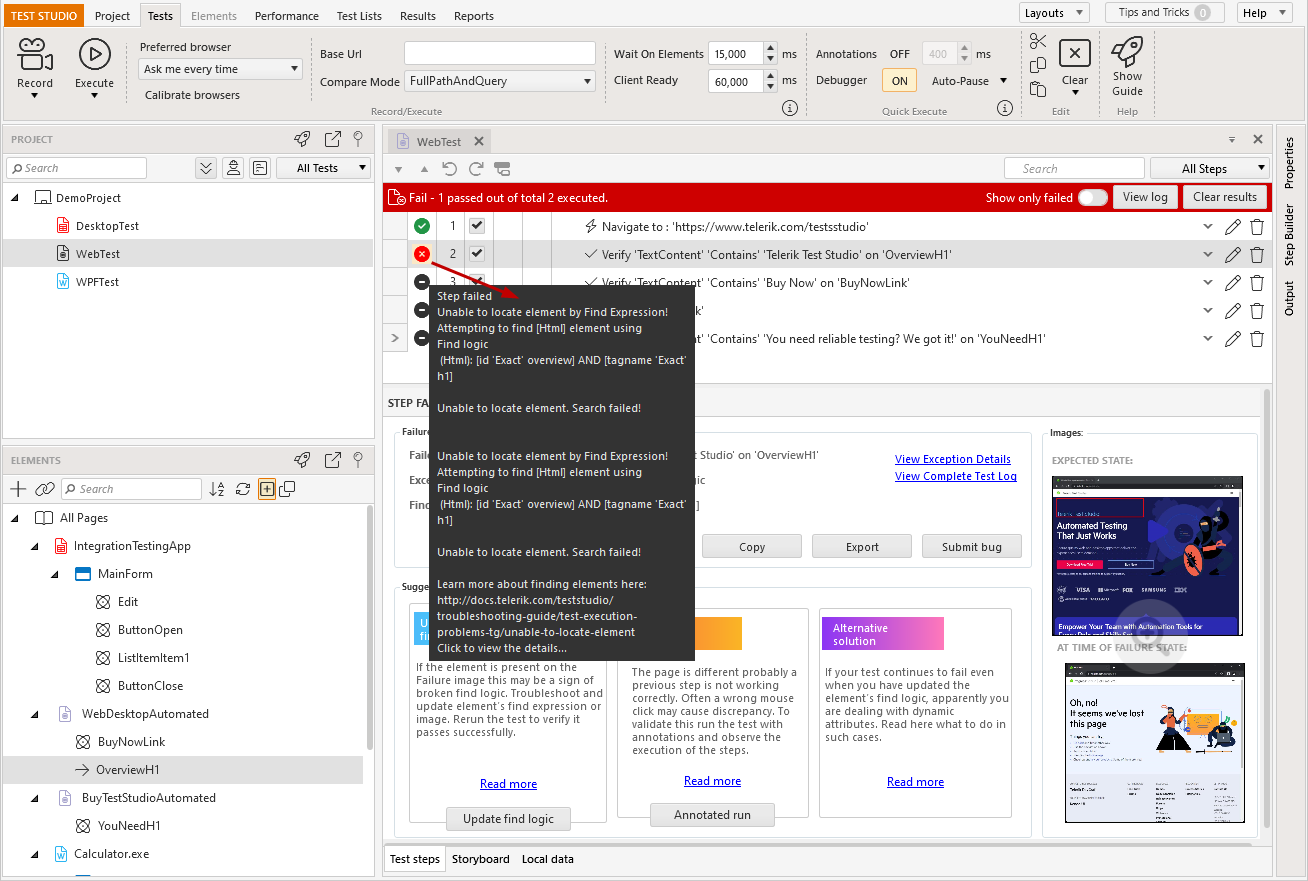 TEST STUDIO
Project
Tests
Elements
Performance
Test Lists
Results
Reports
Layouts
Tips and Tricks 0
Help
Record
Execute
Preferred browser
Ask me every time
Calibrate browsers
Base Url
Compare Mode
FullPathAndQuery
Record/Execute
Wait On Elements 15,000 ms
Client Ready 60,000 ms
Annotations OFF 400 ms
Debugger ON Auto-Pause
Quick Execute
Clear
Edit
Show
Guide
Help
PROJECT
Search
All Tests
DemoProject
DesktopTest
WebTest
WPFTest
ELEMENTS
Search
All Pages
IntegrationTestingApp
MainForm
Edit
ButtonOpen
ListItemItem1
ButtonClose
WebDesktopAutomated
BuyNowLink
OverviewH1
BuyTestStudioAutomated
YouNeedH1
Calculator.exe
WebTest
Search
All Steps
Fail - 1 passed out of total 2 executed.
Show only failed
View log
Clear results
1 Navigate to : 'https://www.telerik.com/testsstudio'
2 Verify 'TextContent' 'Contains' 'Telerik Test Studio' on 'OverviewH1'
3 Verify 'TextContent' 'Contains' 'Buy Now' on 'BuyNowLink'
k'
' 'Contains' 'You need reliable testing? We got it!' on 'YouNeedH1'
Step failed
Unable to locate element by Find Expression!
Attempting to find [Html] element using
Find logic
(Html): [id 'Exact' overview] AND [tagname 'Exact'
h1]
Unable to locate element. Search failed!
Unable to locate element by Find Expression!
Attempting to find [Html] element using
Find logic
(Html): [id 'Exact' overview] AND [tagname 'Exact'
h1]
Unable to locate element. Search failed!
Learn more about finding elements here:
http://docs.telerik.com/teststudio/
troubleshooting-guide/test-execution-
problems-tg/unable-to-locate-element
Click to view the details...
STEP FA
Failure
Faile
st Studio' on 'OverviewH1'
Exce
gic
Find
]
View Exception Details
View Complete Test Log
Copy
Export
Submit bug
Sugge
U
fin
If the element is present on the
Failure image this may be a sign of
broken find logic. Troubleshoot and
update element's find expression or
image. Rerun the test to verify it
passes successfully.
Read more
Update find logic
The page is different probably a
previous step is not working
correctly. Often a wrong mouse
click may cause discrepancy. To
validate this run the test with
annotations and observe the
execution of the steps.
Read more
Annotated run
Alternative
solution
If your test continues to fail even
when you have updated the
element's find logic, apparently you
are dealing with dynamic
attributes. Read here what to do in
such cases.
Read more
Images:
EXPECTED STATE:
Automated Testing
That Just Works
VISA
Microsoft
FOX
SAMSUNG
Empower Your Team with Automation Tools for
AT TIME OF FAILURE STATE:
Oh, no!
It seems we've lost
this page
Test steps
Storyboard
Local data
Properties
Step Builder
Output